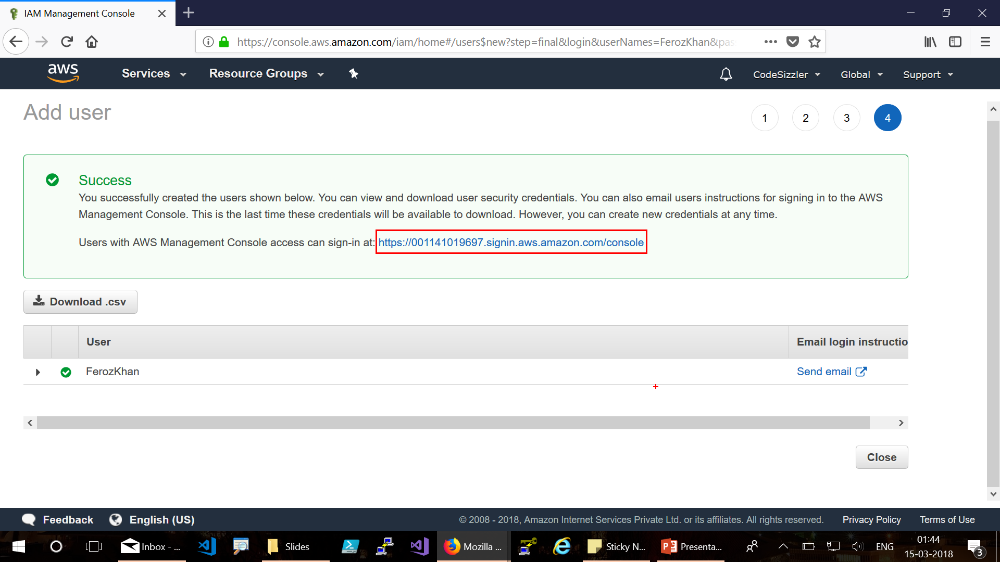 IAM Management Console
https://console.aws.amazon.com/iam/home#/users$new?step=final&login&userNames=FerozKhan&pas
aws Services Resource Groups CodeSizzler Global Support
Add user 1 2 3 4
Success
You successfully created the users shown below. You can view and download user security credentials. You can also email users instructions for signing in to the AWS
Management Console. This is the last time these credentials will be available to download. However, you can create new credentials at any time.
Users with AWS Management Console access can sign-in at: https://001141019697.signin.aws.amazon.com/console
Download .csv
User Email login instructio
FerozKhan Send email
Close
Feedback English (US) © 2008 - 2018, Amazon Internet Services Private Ltd. or its affiliates. All rights reserved. Privacy Policy Terms of Use
Inbox - ... Slides Mozilla ... Sticky N... Presenta... ENG 01:44
15-03-2018 3